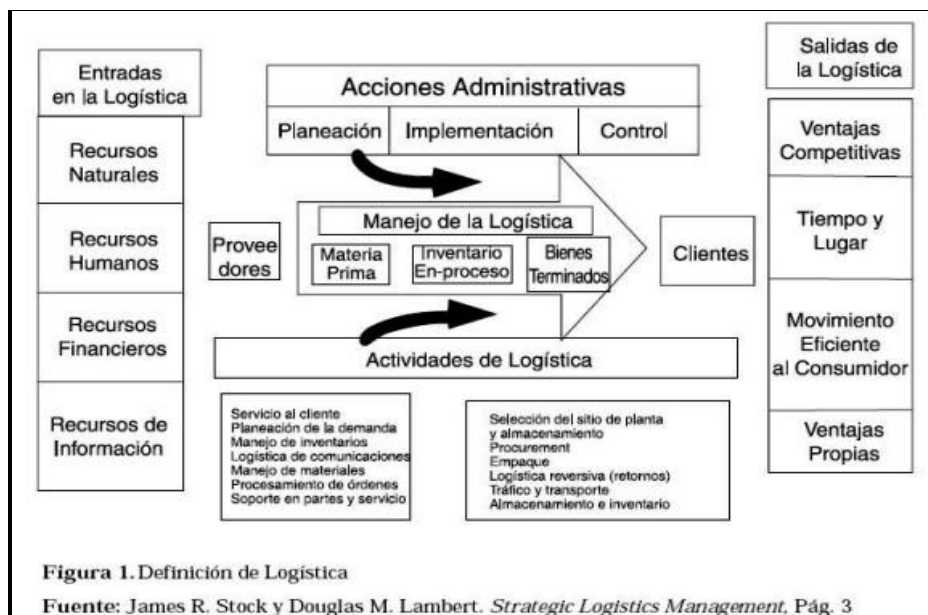 Entradas
en la Logística
Recursos
Naturales
Recursos
Humanos
Recursos
Financieros
Recursos de
Información
Acciones Administrativas
Planeación
Implementación
Control
Manejo de la Logística
Provee
dores
Materia
Prima
Inventario
En-proceso
Bienes
Terminados
Clientes
Actividades de Logística
Servicio al cliente
Planeación de la demanda
Manejo de inventarios
Logística de comunicaciones
Manejo de materiales
Procesamiento de órdenes
Soporte en partes y servicio
Selección del sitio de planta
y almacenamiento
Procurement
Empaque
Logística reversiva (retornos)
Tráfico y transporte
Almacenamiento e inventario
Salidas de
la Logística
Ventajas
Competitivas
Tiempo y
Lugar
Movimiento
Eficiente
al Consumidor
Ventajas
Propias
Figura 1. Definición de Logística
Fuente: James R. Stock y Douglas M. Lambert. Strategic Logistics Management, Pág. 3